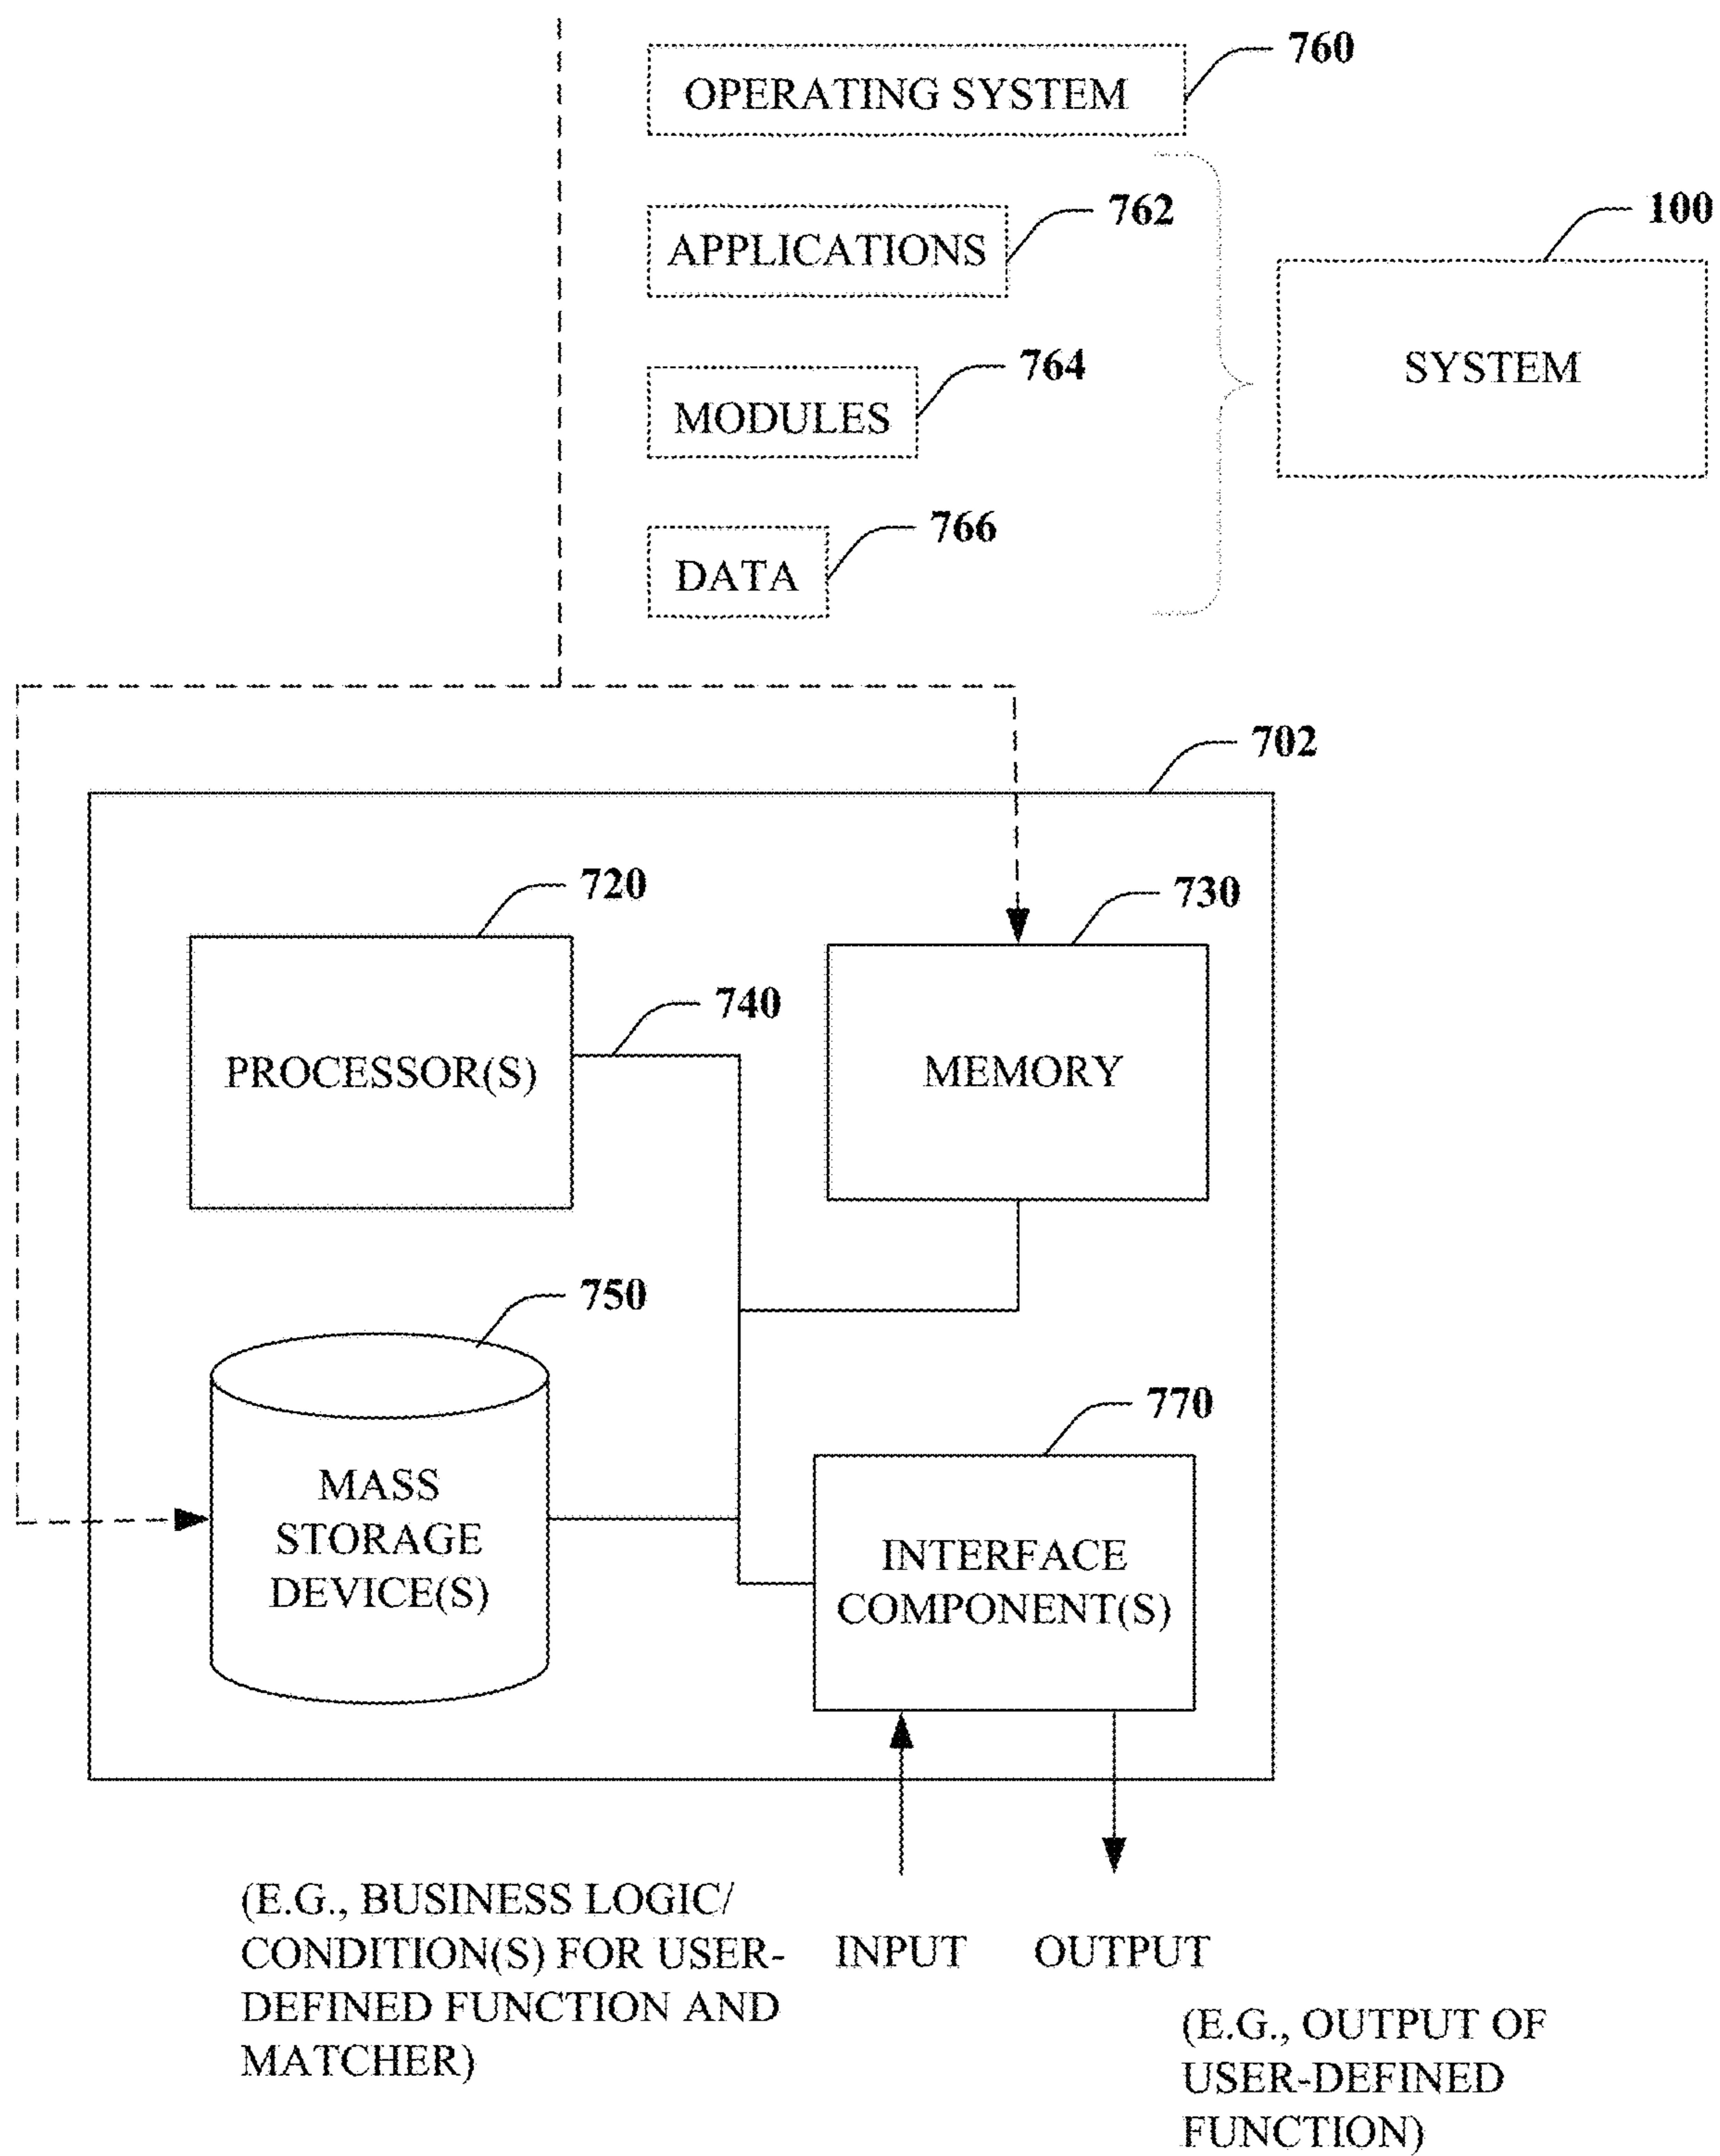 760
OPERATING SYSTEM
762
APPLICATIONS
100
SYSTEM
764
MODULES
766
DATA
702
720
730
740
PROCESSOR(S)
MEMORY
750
770
MASS
STORAGE
DEVICE(S)
INTERFACE
COMPONENT(S)
(E.G., BUSINESS LOGIC/
CONDITION(S) FOR USER-
DEFINED FUNCTION AND
MATCHER)
INPUT
OUTPUT
(E.G., OUTPUT OF
USER-DEFINED
FUNCTION)